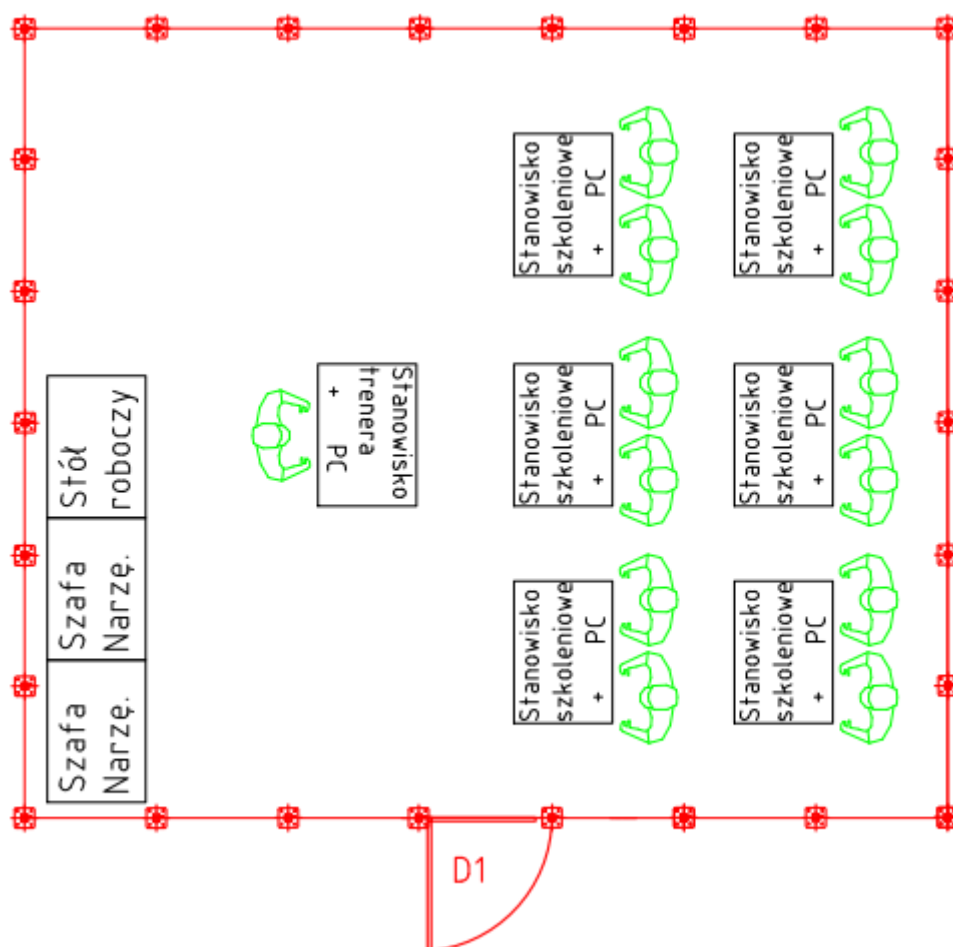 Stanowisko
szkoleniowe
+ PC
Stanowisko
szkoleniowe
+ PC
Stanowisko
trenera
+ PC
Stanowisko
szkoleniowe
+ PC
Stanowisko
szkoleniowe
+ PC
Stół
roboczy
Szafa
Narzę.
Szafa
Narzę.
Stanowisko
szkoleniowe
+ PC
Stanowisko
szkoleniowe
+ PC
D1